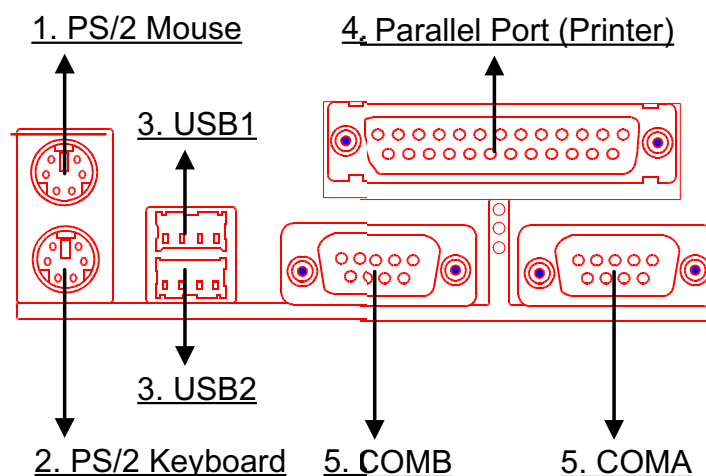 1. PS/2 Mouse
4. Parallel Port (Printer)
3. USB1
3. USB2
2. PS/2 Keyboard
5. COMB
5. COMA